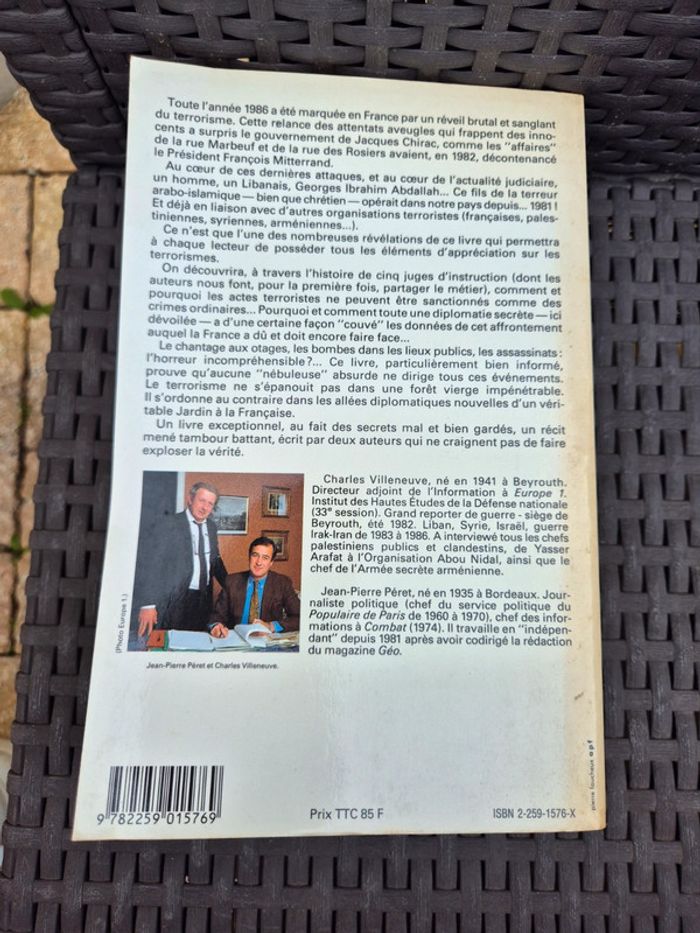 Toute l'année 1986 a été marquée en France par un réveil brutal et sanglant
du terrorisme. Cette relance des attentats aveugles qui frappent des inno-
cents a surpris le gouvernement de Jacques Chirac, comme les "affaires"
de la rue Marbeuf et de la rue des Rosiers avaient, en 1982, décontenancé
le Président François Mitterrand.
Au cœur de ces dernières attaques, et au cœur de l'actualité judiciaire,
un homme, un Libanais, Georges Ibrahim Abdallah... Ce fils de la terreur
arabo-islamique — bien que chrétien — opérait dans notre pays depuis... 1981 !
Et déjà en liaison avec d'autres organisations terroristes (françaises, pales-
tiniennes, syriennes, arméniennes...).
Ce n'est que l'une des nombreuses révélations de ce livre qui permettra
à chaque lecteur de posséder tous les éléments d'appréciation sur les
terrorismes.
On découvrira, à travers l'histoire de cinq juges d'instruction (dont les
auteurs nous font, pour la première fois, partager le métier), comment et
pourquoi les actes terroristes ne peuvent être sanctionnés comme des
crimes ordinaires... Pourquoi et comment toute une diplomatie secrète — ici
dévoilée — a d'une certaine façon "couvé" les données de cet affrontement
auquel la France a dû et doit encore faire face...
Le chantage aux otages, les bombes dans les lieux publics, les assassinats :
l'horreur incompréhensible ?... Ce livre, particulièrement bien informé,
prouve qu'aucune "nébuleuse" absurde ne dirige tous ces événements.
Le terrorisme ne s'épanouit pas dans une forêt vierge impénétrable.
Il s'ordonne au contraire dans les allées diplomatiques nouvelles d'un véri-
table Jardin à la Française.
Un livre exceptionnel, au fait des secrets mal et bien gardés, un récit
mené tambour battant, écrit par deux auteurs qui ne craignent pas de faire
exploser la vérité.
Charles Villeneuve, né en 1941 à Beyrouth.
Directeur adjoint de l'Information à Europe 1.
Institut des Hautes Études de la Défense nationale
(33e session). Grand reporter de guerre - siège de
Beyrouth, été 1982. Liban, Syrie, Israël, guerre
Irak-Iran de 1983 à 1986. A interviewé tous les chefs
palestiniens publics et clandestins, de Yasser
Arafat à l'Organisation Abou Nidal, ainsi que le
chef de l'Armée secrète arménienne.
Jean-Pierre Péret, né en 1935 à Bordeaux. Jour-
naliste politique (chef du service politique du
Populaire de Paris de 1960 à 1970), chef des infor-
mations à Combat (1974). Il travaille en "indépen-
dant" depuis 1981 après avoir codirigé la rédaction
du magazine Géo.
(Photo Europe 1.)
Jean-Pierre Péret et Charles Villeneuve.
9 782259 015769
Prix TTC 85 F
ISBN 2-259-1576-X
pierre faucheux apf